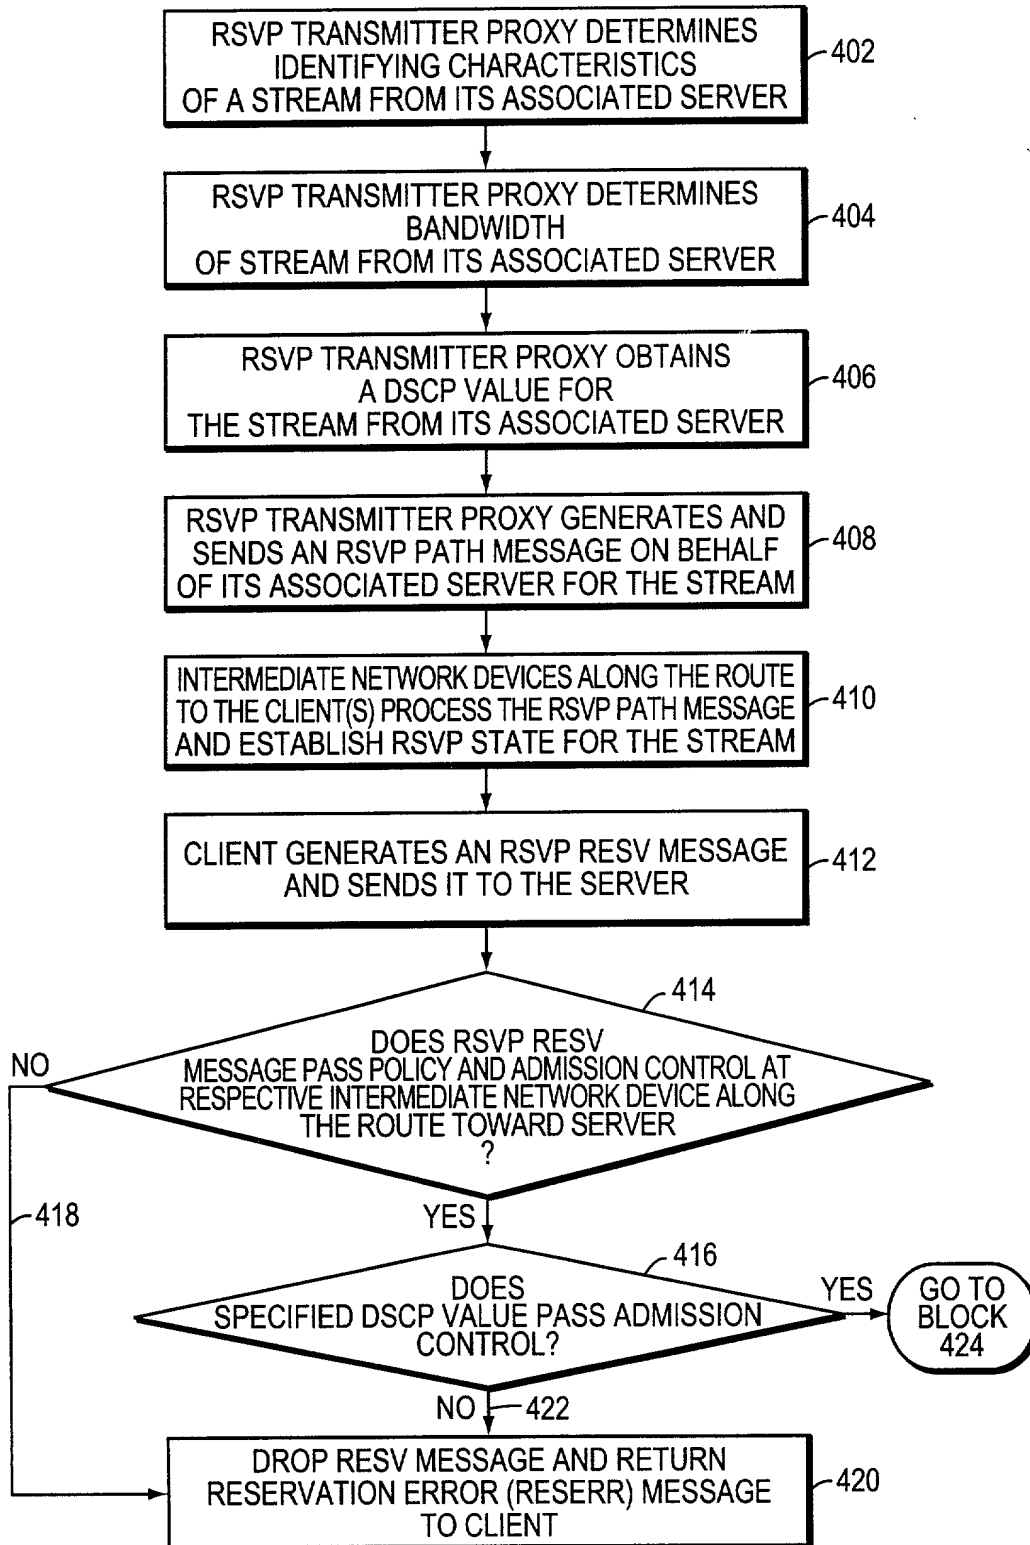 RSVP TRANSMITTER PROXY DETERMINES
IDENTIFYING CHARACTERISTICS
OF A STREAM FROM ITS ASSOCIATED SERVER
402
RSVP TRANSMITTER PROXY DETERMINES
BANDWIDTH
OF STREAM FROM ITS ASSOCIATED SERVER
404
RSVP TRANSMITTER PROXY OBTAINS
A DSCP VALUE FOR
THE STREAM FROM ITS ASSOCIATED SERVER
406
RSVP TRANSMITTER PROXY GENERATES AND
SENDS AN RSVP PATH MESSAGE ON BEHALF
OF ITS ASSOCIATED SERVER FOR THE STREAM
408
INTERMEDIATE NETWORK DEVICES ALONG THE ROUTE
TO THE CLIENT(S) PROCESS THE RSVP PATH MESSAGE
AND ESTABLISH RSVP STATE FOR THE STREAM
410
CLIENT GENERATES AN RSVP RESV MESSAGE
AND SENDS IT TO THE SERVER
412
414
DOES RSVP RESV
MESSAGE PASS POLICY AND ADMISSION CONTROL AT
RESPECTIVE INTERMEDIATE NETWORK DEVICE ALONG
THE ROUTE TOWARD SERVER
?
NO
418
YES
416
DOES
SPECIFIED DSCP VALUE PASS ADMISSION
CONTROL?
YES
GO TO
BLOCK
424
NO
422
DROP RESV MESSAGE AND RETURN
RESERVATION ERROR (RESERR) MESSAGE
TO CLIENT
420